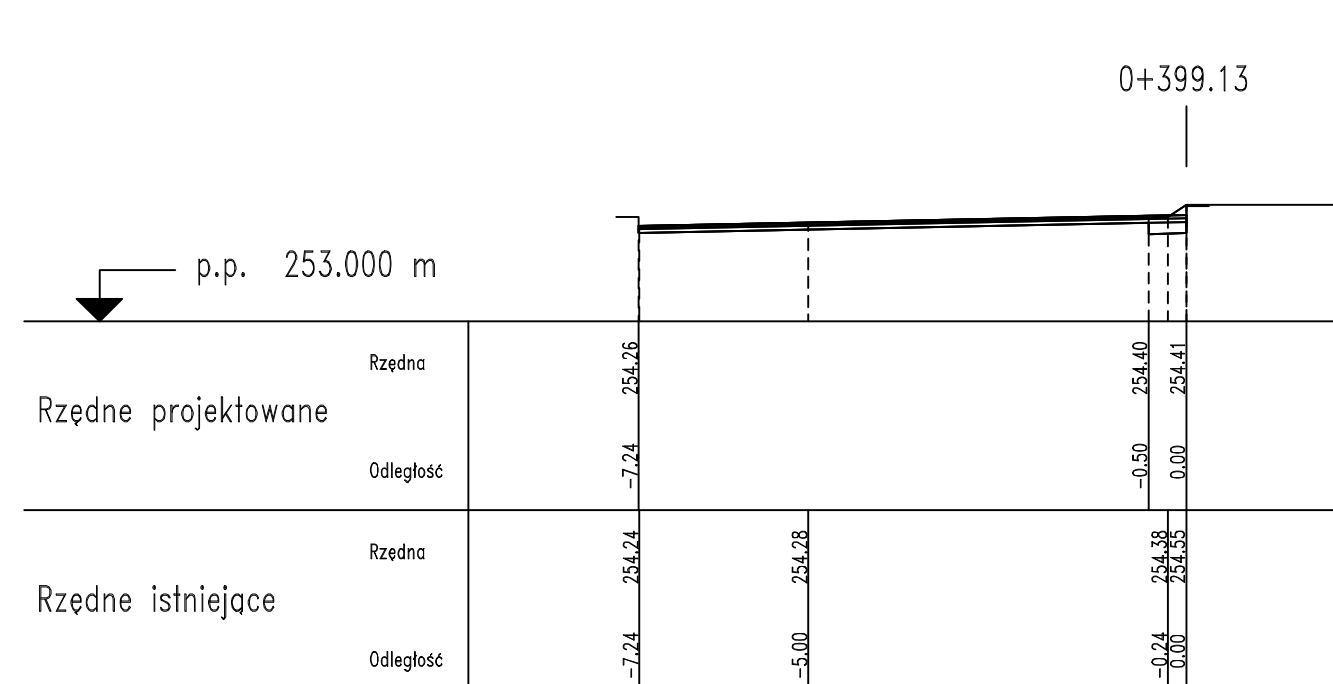 0+399.13
p.p. 253.000 m
Rzędna
254.26
254.40
254.41
Rzędne projektowane
Odległość
-7.24
-0.50
0.00
Rzędna
254.24
254.28
254.38
254.55
Rzędne istniejące
Odległość
-7.24
-5.00
-0.24
0.00